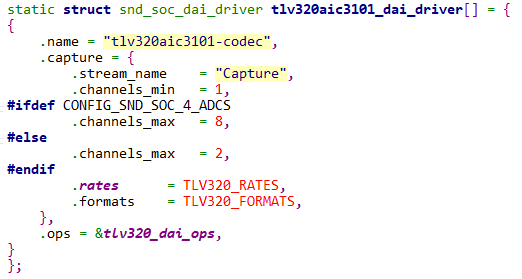 static struct snd_soc_dai_driver tlv320aic3101_dai_driver[] = {
{
    .name = "tlv320aic3101-codec",
    .capture = {
        .stream_name    = "Capture",
        .channels_min   = 1,
#ifdef CONFIG_SND_SOC_4_ADCS
        .channels_max   = 8,
#else
        .channels_max   = 2,
#endif
        .rates      = TLV320_RATES,
        .formats    = TLV320_FORMATS,
    },
    .ops = &tlv320_dai_ops,
}
};